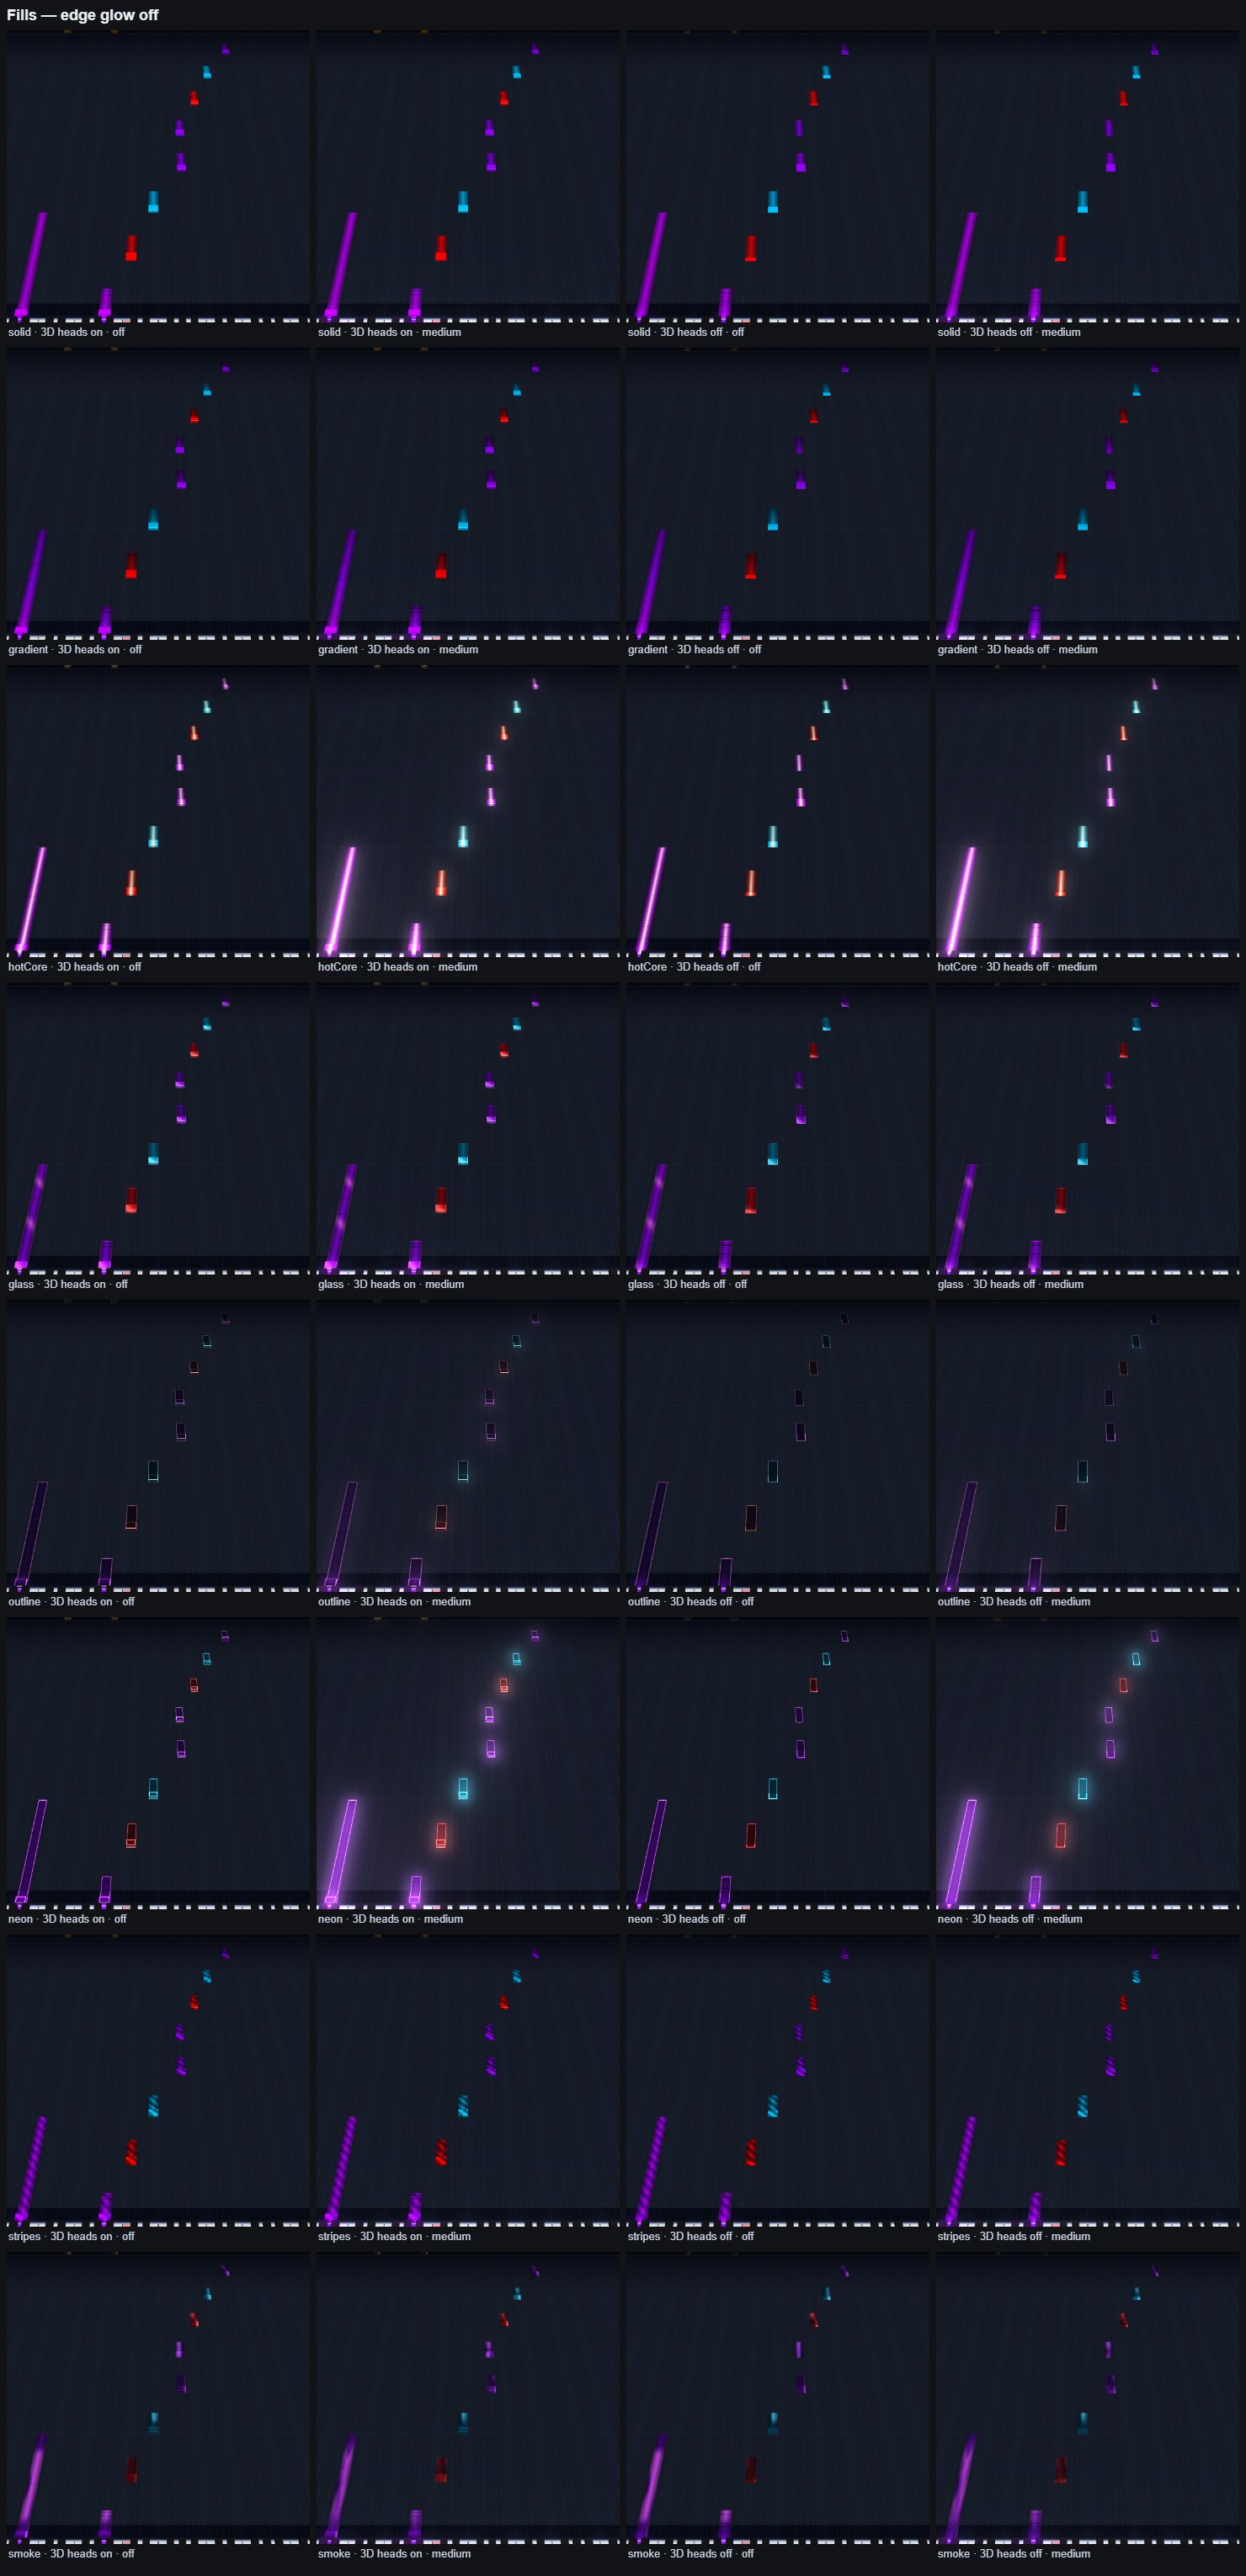 Fills — edge glow off
solid · 3D heads on · off
solid · 3D heads on · medium
solid · 3D heads off · off
solid · 3D heads off · medium
gradient · 3D heads on · off
gradient · 3D heads on · medium
gradient · 3D heads off · off
gradient · 3D heads off · medium
hotCore · 3D heads on · off
hotCore · 3D heads on · medium
hotCore · 3D heads off · off
hotCore · 3D heads off · medium
glass · 3D heads on · off
glass · 3D heads on · medium
glass · 3D heads off · off
glass · 3D heads off · medium
outline · 3D heads on · off
outline · 3D heads on · medium
outline · 3D heads off · off
outline · 3D heads off · medium
neon · 3D heads on · off
neon · 3D heads on · medium
neon · 3D heads off · off
neon · 3D heads off · medium
stripes · 3D heads on · off
stripes · 3D heads on · medium
stripes · 3D heads off · off
stripes · 3D heads off · medium
smoke · 3D heads on · off
smoke · 3D heads on · medium
smoke · 3D heads off · off
smoke · 3D heads off · medium